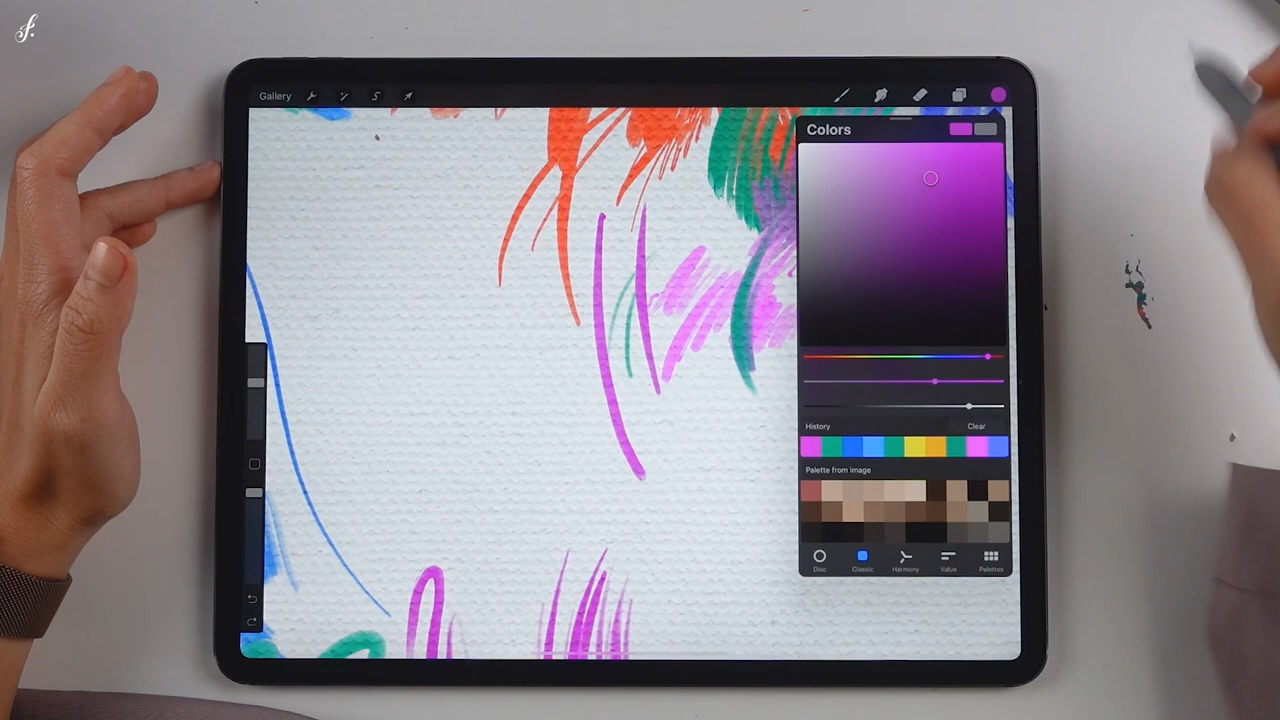 f.
Gallery
Colors
History
Clear
Palette from image
Disc
Classic
Harmony
Value
Palettes